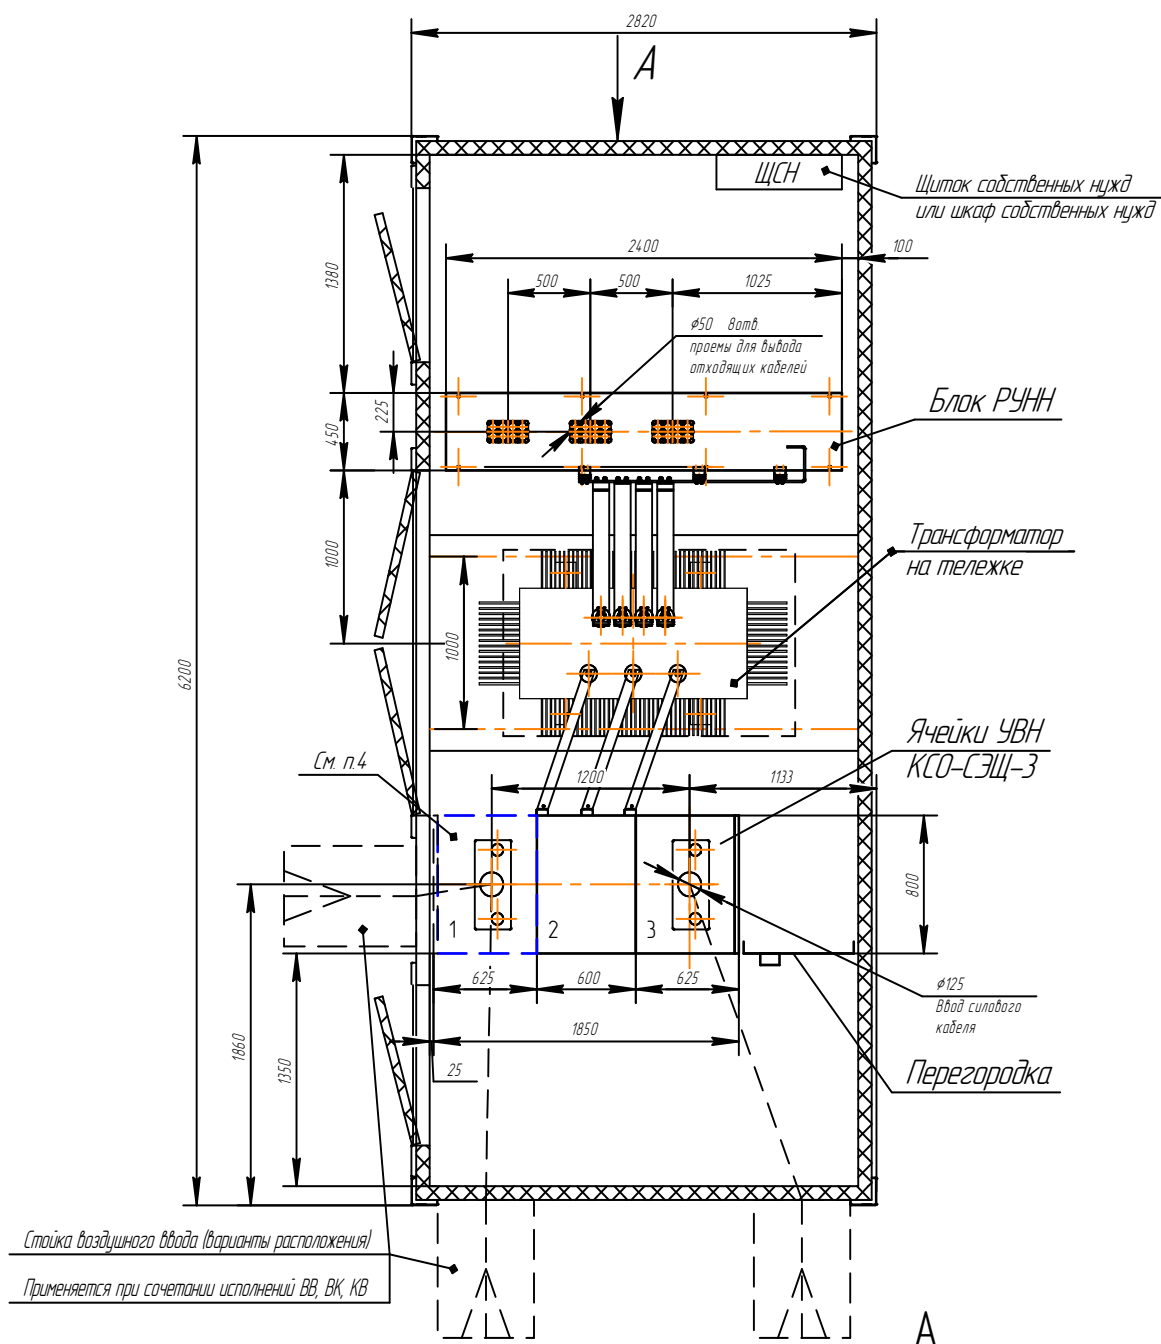 2820
А
ЩСН
Щиток собственных нужд
или шкаф собственных нужд
2400
100
1380
500
500
1025
φ50 8отв.
проемы для вывода
отходящих кабелей
225
450
Блок РУНН
1000
Трансформатор
на тележке
1000
6200
Ячейки УВН
КСО-СЭЩ-3
См. п.4
1200
1133
800
1
2
3
625
600
625
φ125
Ввод силового
кабеля
1850
1860
1350
25
Перегородка
Стойка воздушного ввода (варианты расположения)
Применяется при сочетании исполнений ВВ, ВК, КВ
А